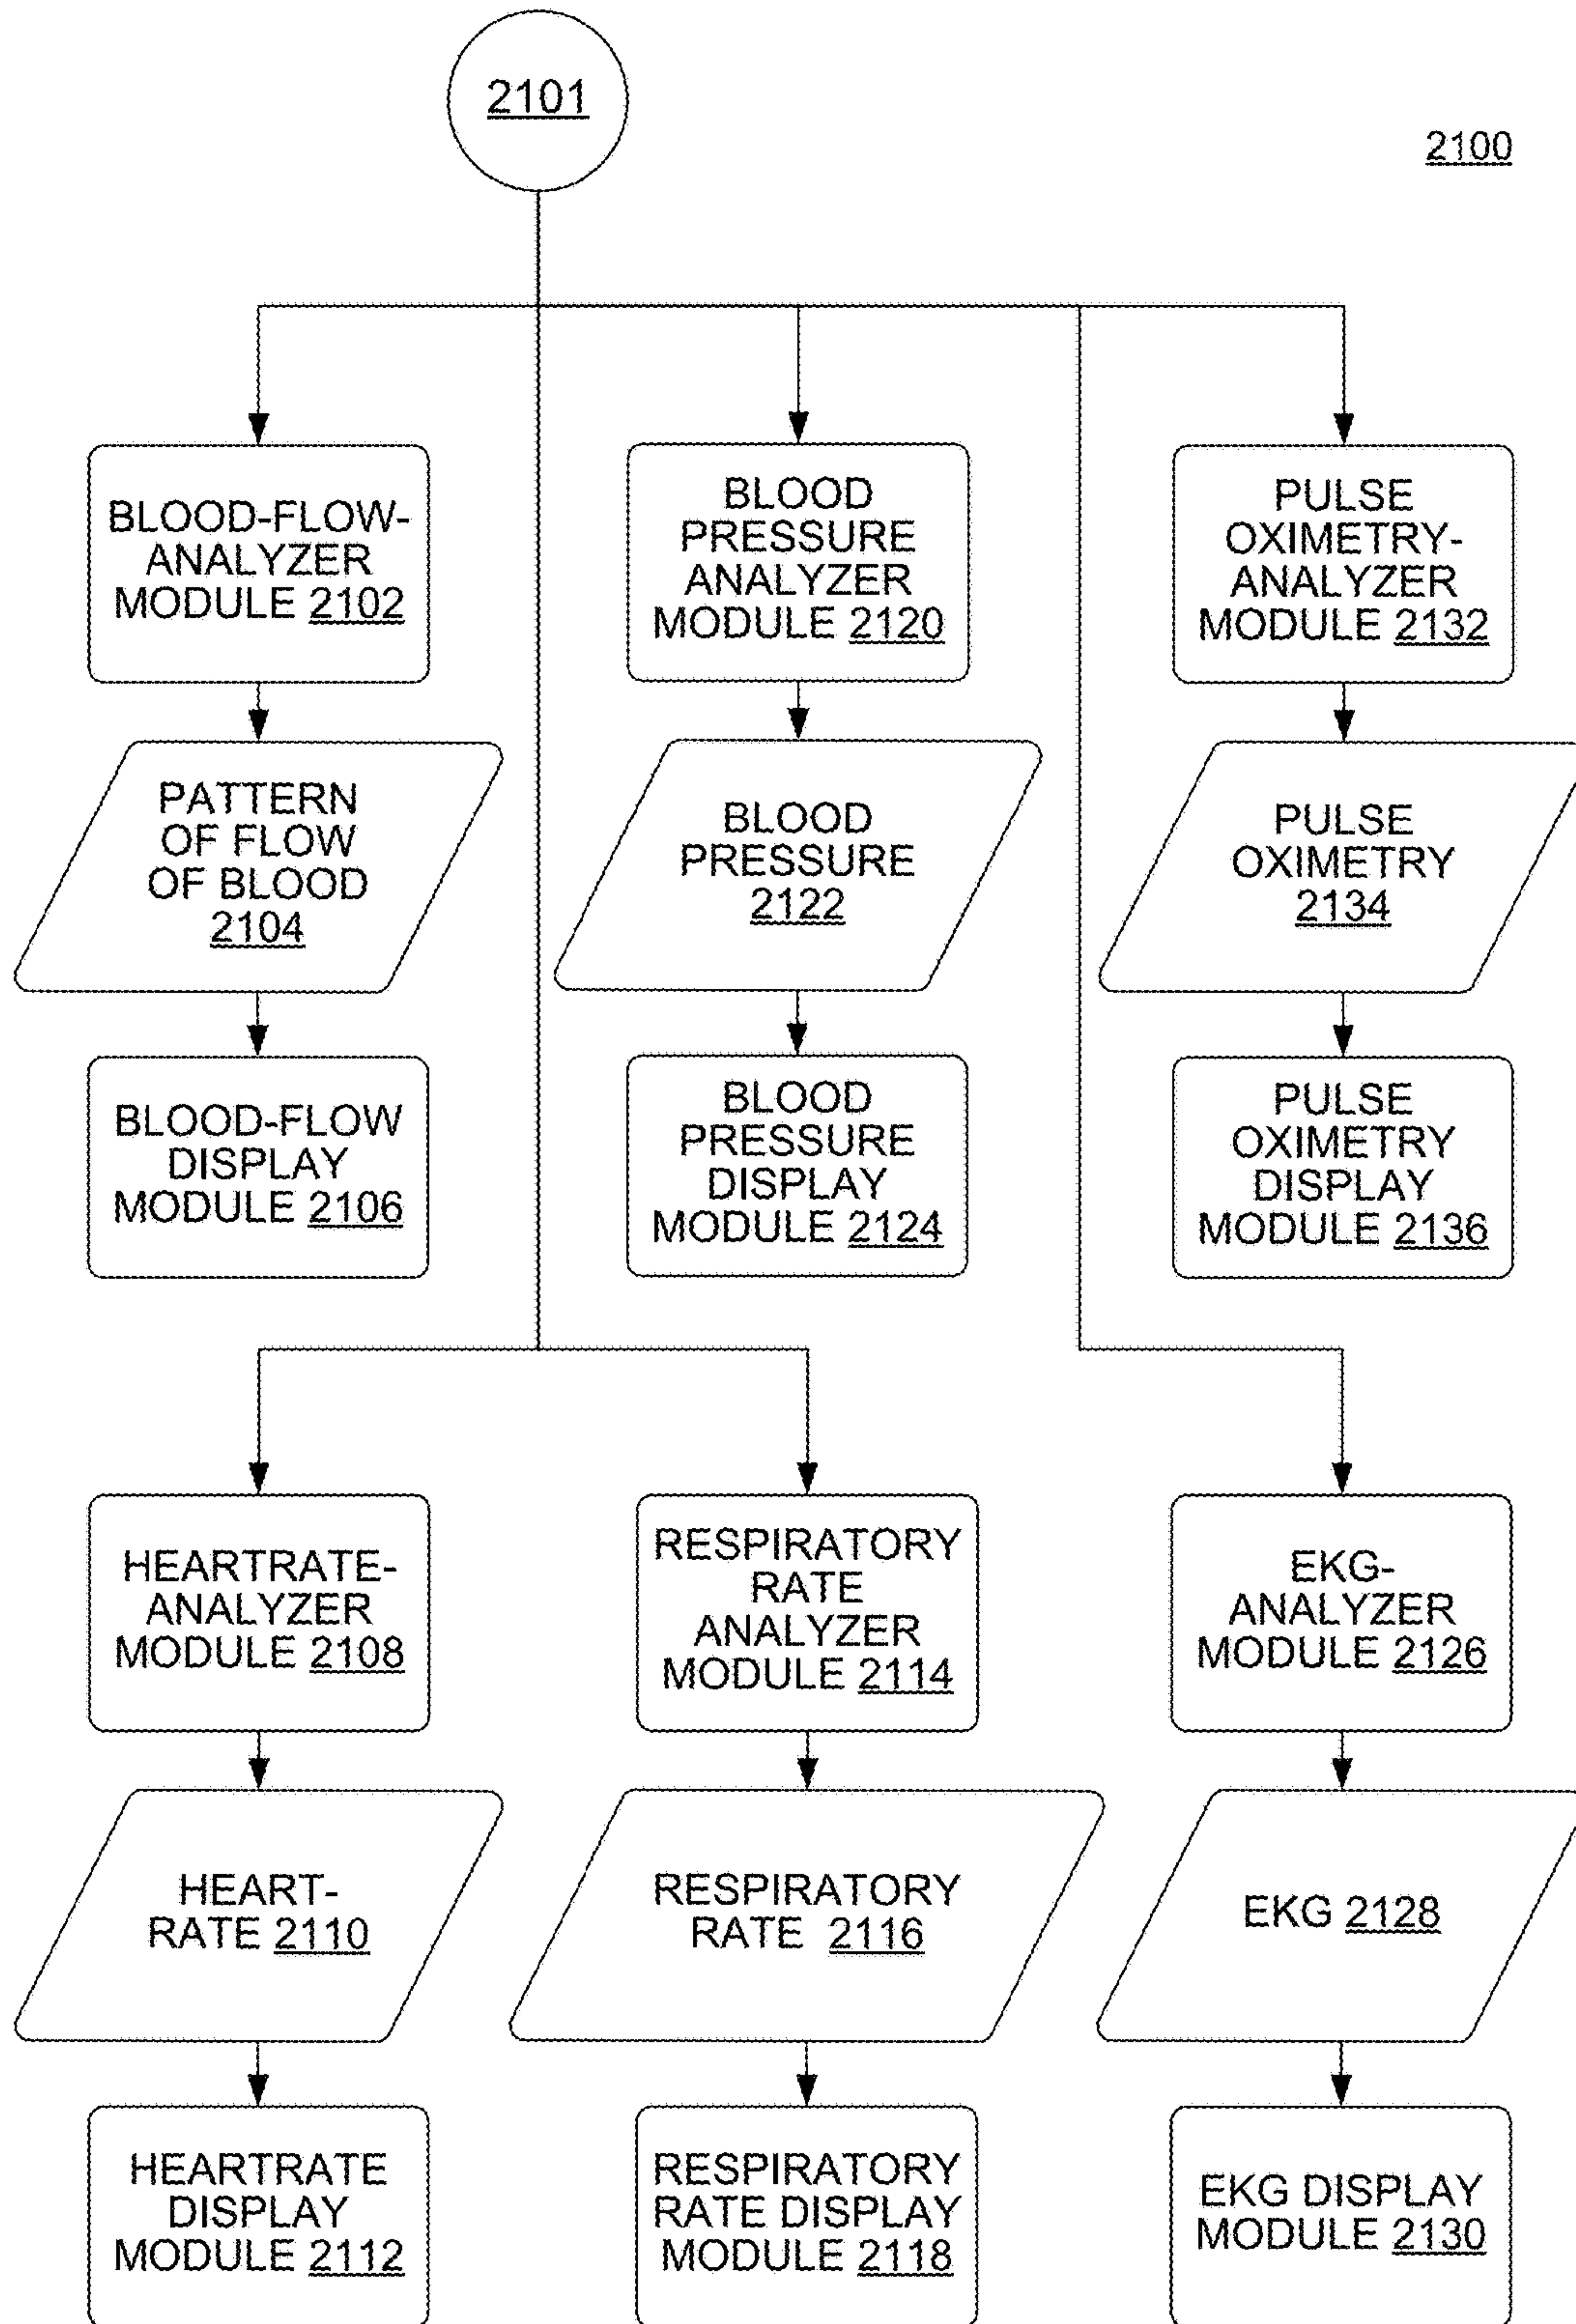 2101
2100
BLOOD-FLOW-
ANALYZER
MODULE 2102
BLOOD
PRESSURE
ANALYZER
MODULE 2120
PULSE
OXIMETRY-
ANALYZER
MODULE 2132
PATTERN
OF FLOW
OF BLOOD
2104
BLOOD
PRESSURE
2122
PULSE
OXIMETRY
2134
BLOOD-FLOW
DISPLAY
MODULE 2106
BLOOD
PRESSURE
DISPLAY
MODULE 2124
PULSE
OXIMETRY
DISPLAY
MODULE 2136
HEARTRATE-
ANALYZER
MODULE 2108
RESPIRATORY
RATE
ANALYZER
MODULE 2114
EKG-
ANALYZER
MODULE 2126
HEART-
RATE 2110
RESPIRATORY
RATE 2116
EKG 2128
HEARTRATE
DISPLAY
MODULE 2112
RESPIRATORY
RATE DISPLAY
MODULE 2118
EKG DISPLAY
MODULE 2130